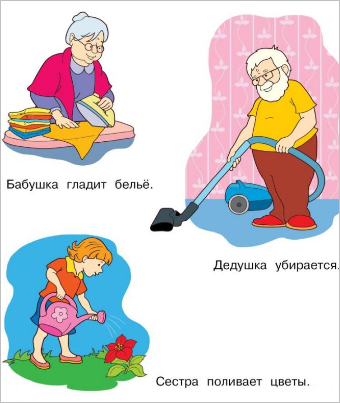 Бабушка гладит бельё.
Дедушка убирается.
Сестра поливает цветы.